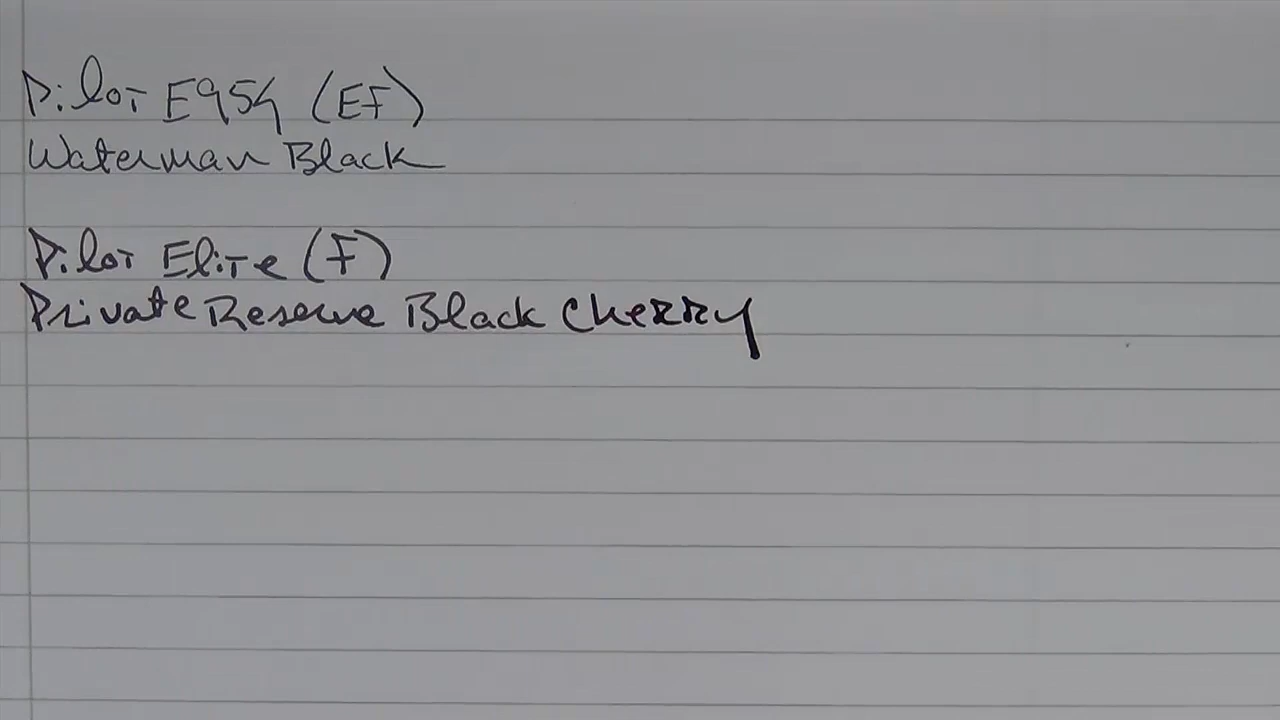 Pilot E95S (EF)
Waterman Black
Pilot Elite (F)
Private Reserve Black Cherry